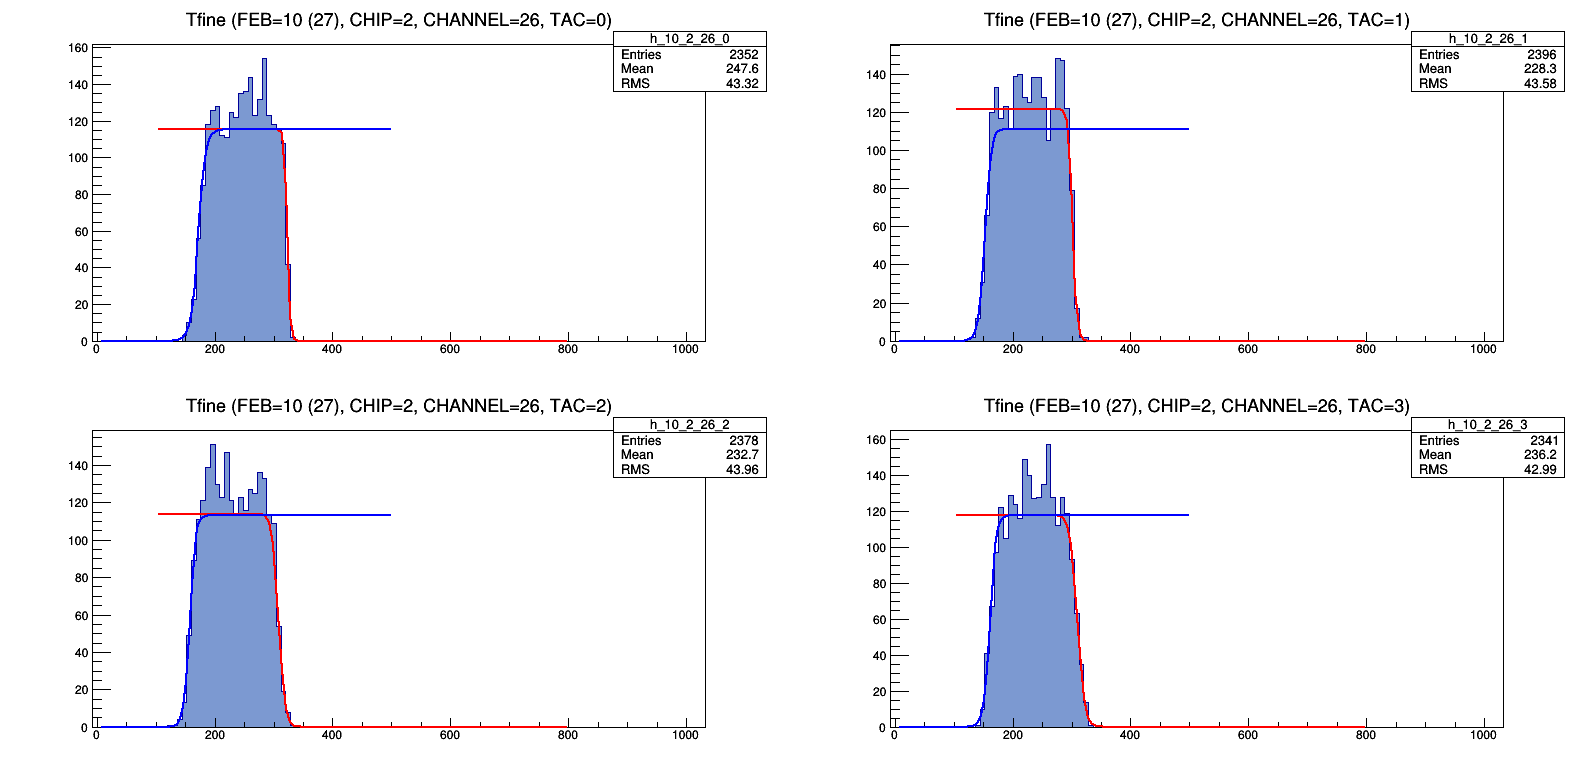 Tfine (FEB=10 (27), CHIP=2, CHANNEL=26, TAC=0)
h_10_2_26_0
Entries 2352
Mean 247.6
RMS 43.32
160
140
120
100
80
60
40
20
0
0 200 400 600 800 1000
Tfine (FEB=10 (27), CHIP=2, CHANNEL=26, TAC=1)
h_10_2_26_1
Entries 2396
Mean 228.3
RMS 43.58
140
120
100
80
60
40
20
0
0 200 400 600 800 1000
Tfine (FEB=10 (27), CHIP=2, CHANNEL=26, TAC=2)
h_10_2_26_2
Entries 2378
Mean 232.7
RMS 43.96
140
120
100
80
60
40
20
0
0 200 400 600 800 1000
Tfine (FEB=10 (27), CHIP=2, CHANNEL=26, TAC=3)
h_10_2_26_3
Entries 2341
Mean 236.2
RMS 42.99
160
140
120
100
80
60
40
20
0
0 200 400 600 800 1000